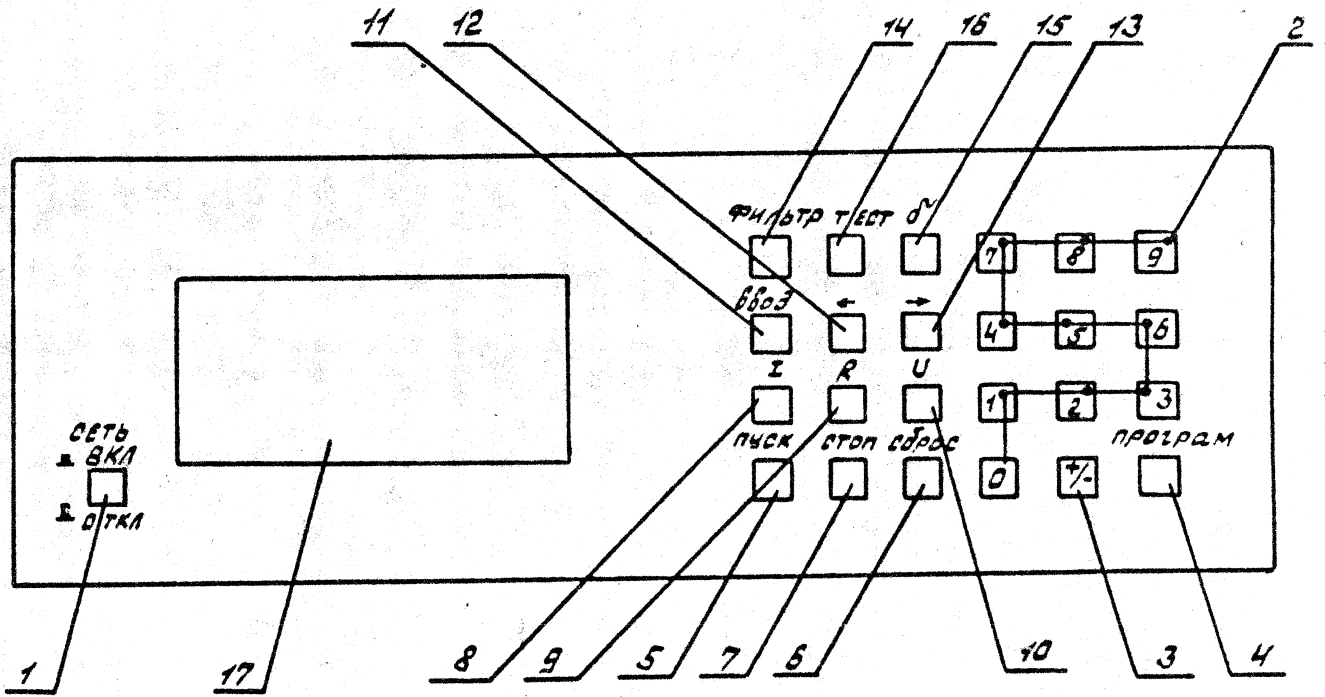 11 12 14 16 15 13 2
ФИЛЬТР ТЕСТ δ
7 8 9
ВВОД ← →
4 5 6
I R U
1 2 3
СЕТЬ
ВКЛ
ОТКЛ
ПУСК СТОП СБРОС ПРОГРАМ
0 +/-
1 17 8 9 5 7 6 10 3 4